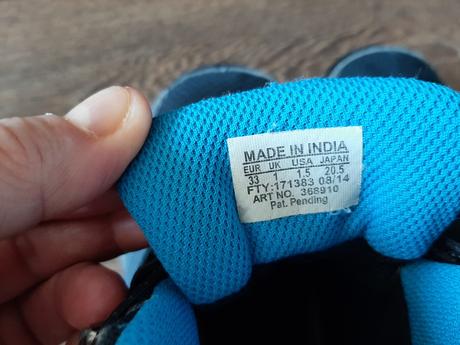 MADE IN INDIA
EUR UK USA JAPAN
33 1 1.5 20.5
FTY:171383 08/14
ART NO. 368910
Pat. Pending